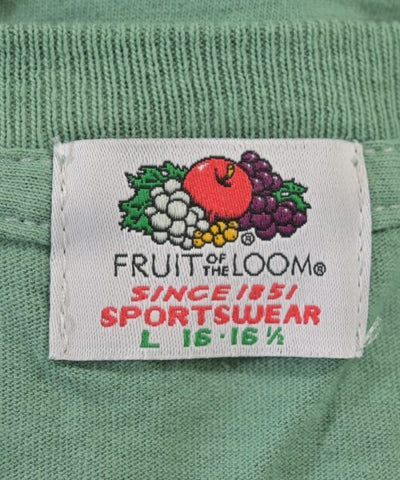 ®
FRUIT OF THE LOOM®
SINCE 1851
SPORTSWEAR
L 16·16½